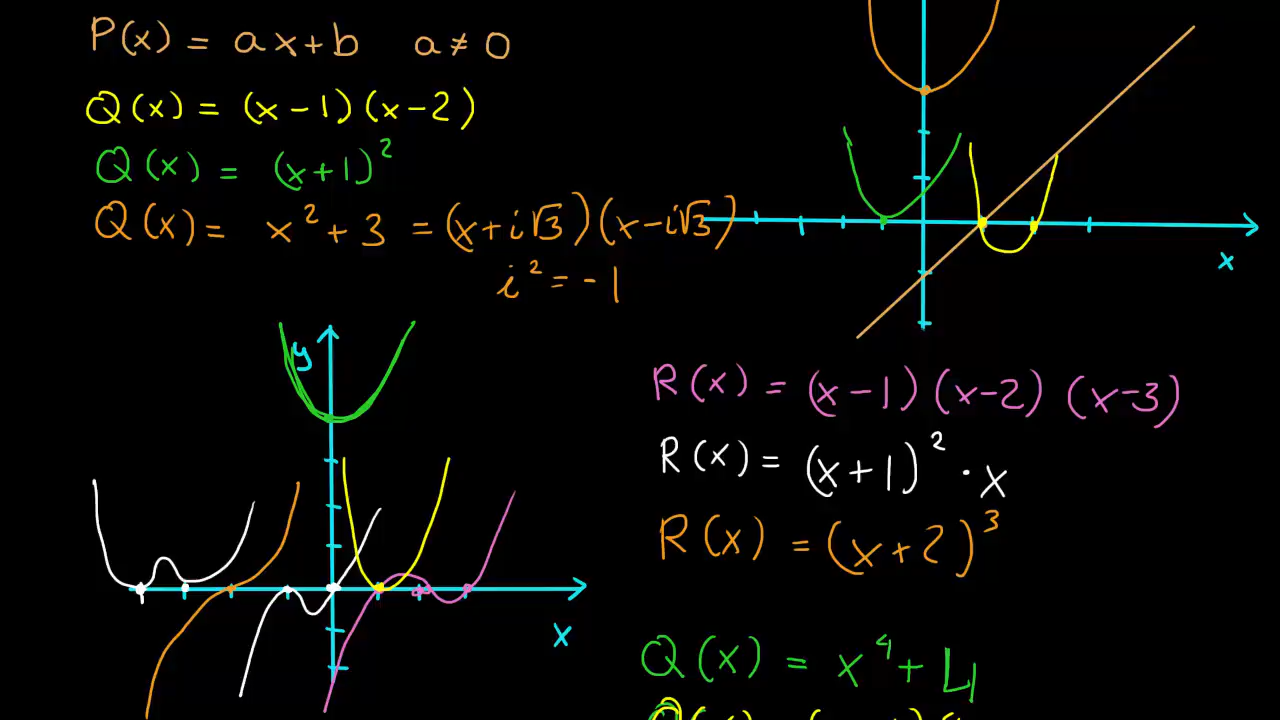 P(x) = ax+b a≠0
Q(x) = (x-1)(x-2)
Q(x) = (x+1)²
Q(x) = x²+3 = (x+i√3)(x-i√3)
i² = -1
x
y
R(x) = (x-1)(x-2)(x-3)
R(x) = (x+1)²·x
R(x) = (x+2)³
x
Q(x) = x⁴+4